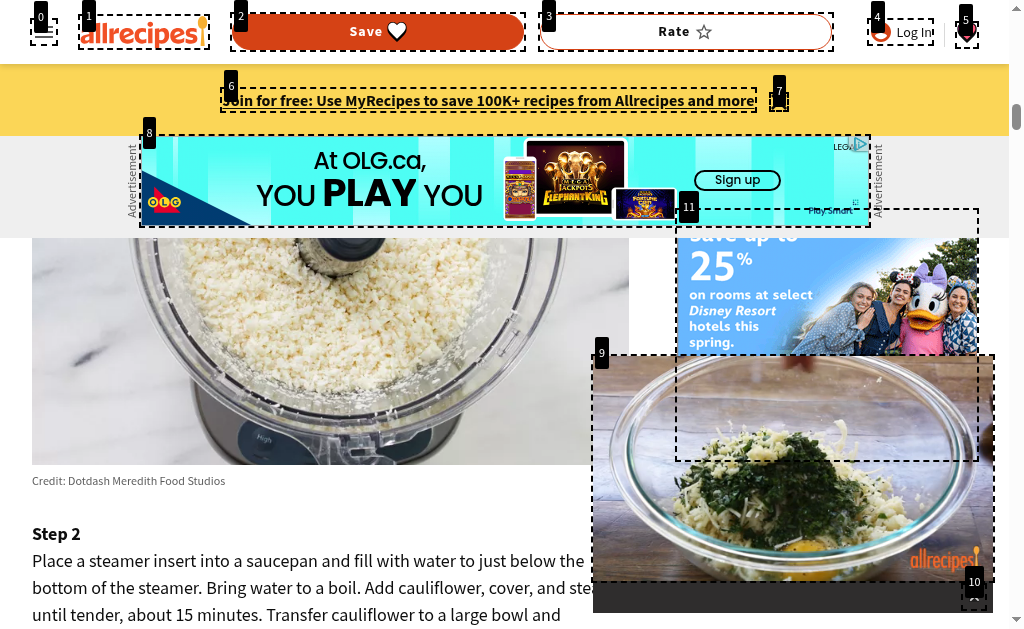 0
1
2
3
4
5
allrecipes
Save
Rate
Log In
6
7
Join for free: Use MyRecipes to save 100K+ recipes from Allrecipes and more
8
Advertisement
At OLG.ca,
YOU PLAY YOU
OLG
MEGA JACKPOTS
ELEPHANT KING
Sign up
Play Smart
Advertisement
11
Save up to
25%
on rooms at select
Disney Resort
hotels this
spring.
High
9
allrecipes
10
Credit: Dotdash Meredith Food Studios
Step 2
Place a steamer insert into a saucepan and fill with water to just below the
bottom of the steamer. Bring water to a boil. Add cauliflower, cover, and stea
until tender, about 15 minutes. Transfer cauliflower to a large bowl and